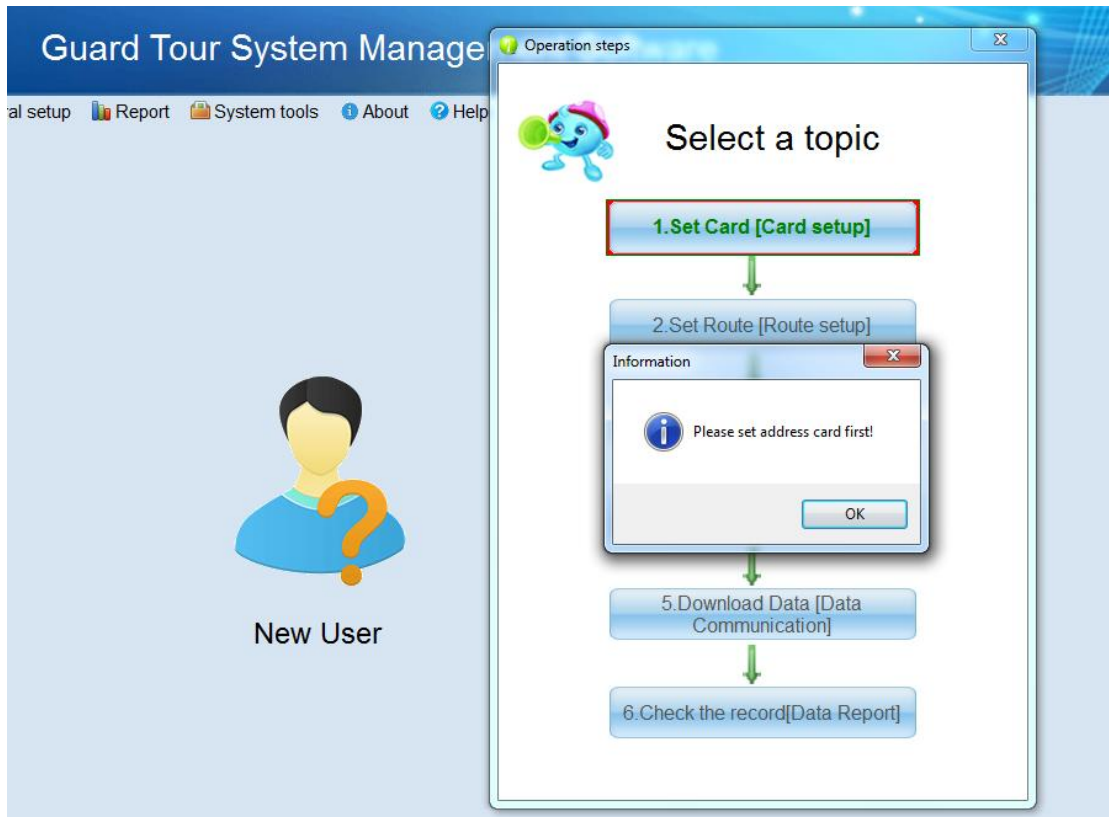 Guard Tour System Manage
Operation steps
al setup Report System tools About Help
Select a topic
1.Set Card [Card setup]
2.Set Route [Route setup]
Information
Please set address card first!
OK
5.Download Data [Data
Communication]
6.Check the record[Data Report]
New User